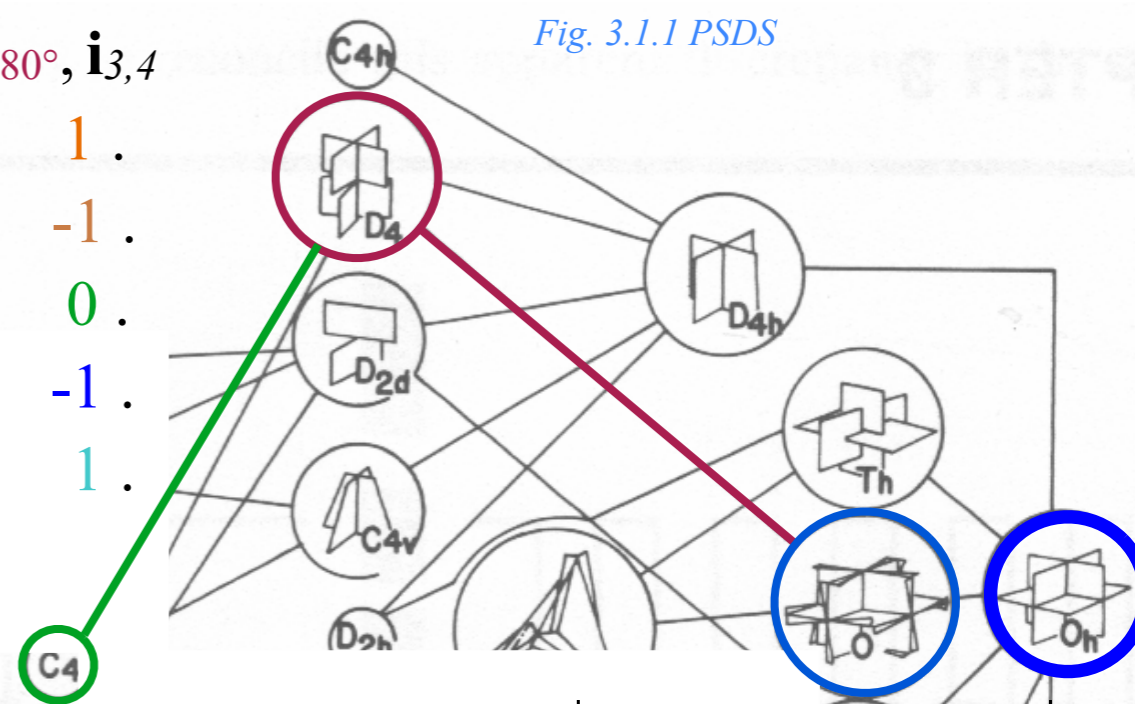 Fig. 3.1.1 PSDS
80°, i3,4
1 .
-1 .
0 .
-1 .
1 .
C4h
D4
D4h
D2d
Th
C4v
D2h
O
Oh
C4